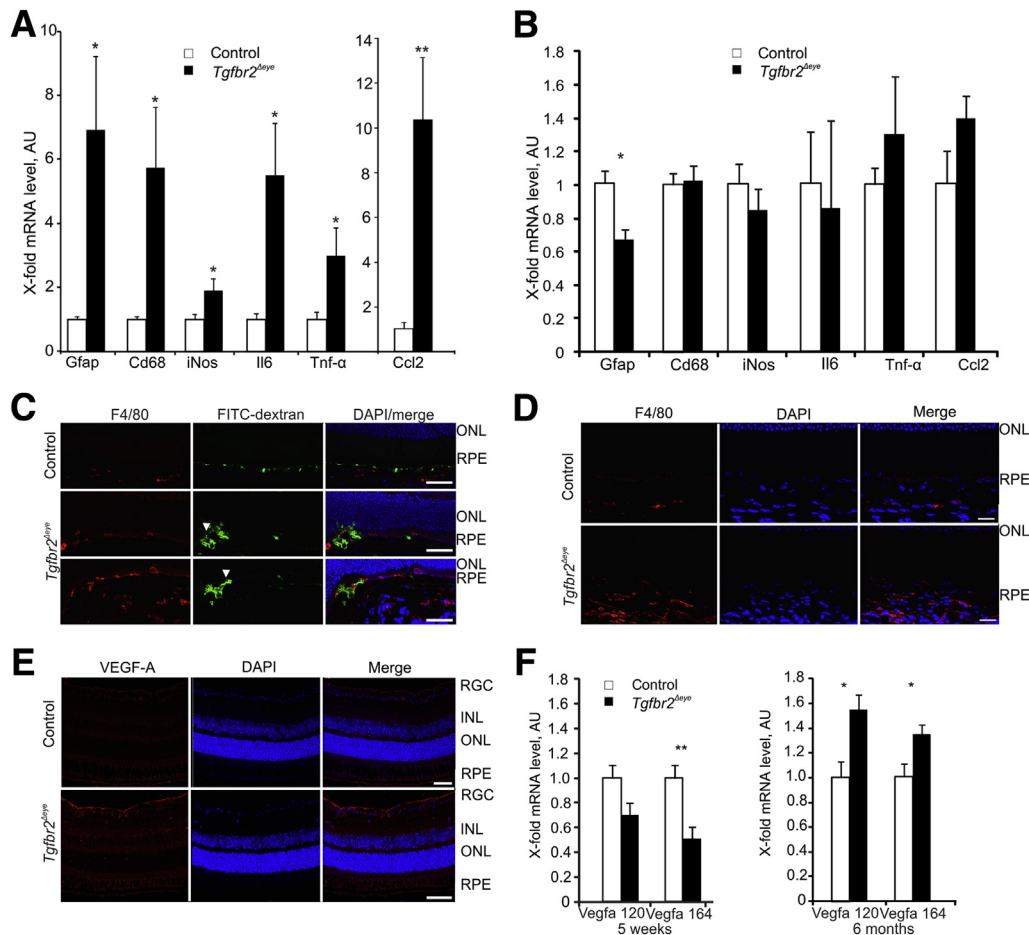 A
X-fold mRNA level, AU
10
8
6
4
2
0
14
12
10
8
6
4
2
Control
Tgfbr2Δeye
*
*
*
*
*
**
Gfap Cd68 iNos Il6 Tnf-α Ccl2
B
X-fold mRNA level, AU
1.8
1.6
1.4
1.2
1
0.8
0.6
0.4
0.2
0
Control
Tgfbr2Δeye
*
Gfap Cd68 iNos Il6 Tnf-α Ccl2
C
F4/80 FITC-dextran DAPI/merge
Control
ONL
RPE
Tgfbr2Δeye
ONL
RPE
ONL
RPE
D
F4/80 DAPI Merge
Control
ONL
RPE
Tgfbr2Δeye
ONL
RPE
E
VEGF-A DAPI Merge
Control
RGC
INL
ONL
RPE
Tgfbr2Δeye
RGC
INL
ONL
RPE
F
X-fold mRNA level, AU
1.8
1.6
1.4
1.2
1.0
0.8
0.6
0.4
0.2
0
Control
Tgfbr2Δeye
**
Vegfa 120 Vegfa 164
5 weeks
X-fold mRNA level, AU
1.8
1.6
1.4
1.2
1.0
0.8
0.6
0.4
0.2
0
*
*
Vegfa 120 Vegfa 164
6 months